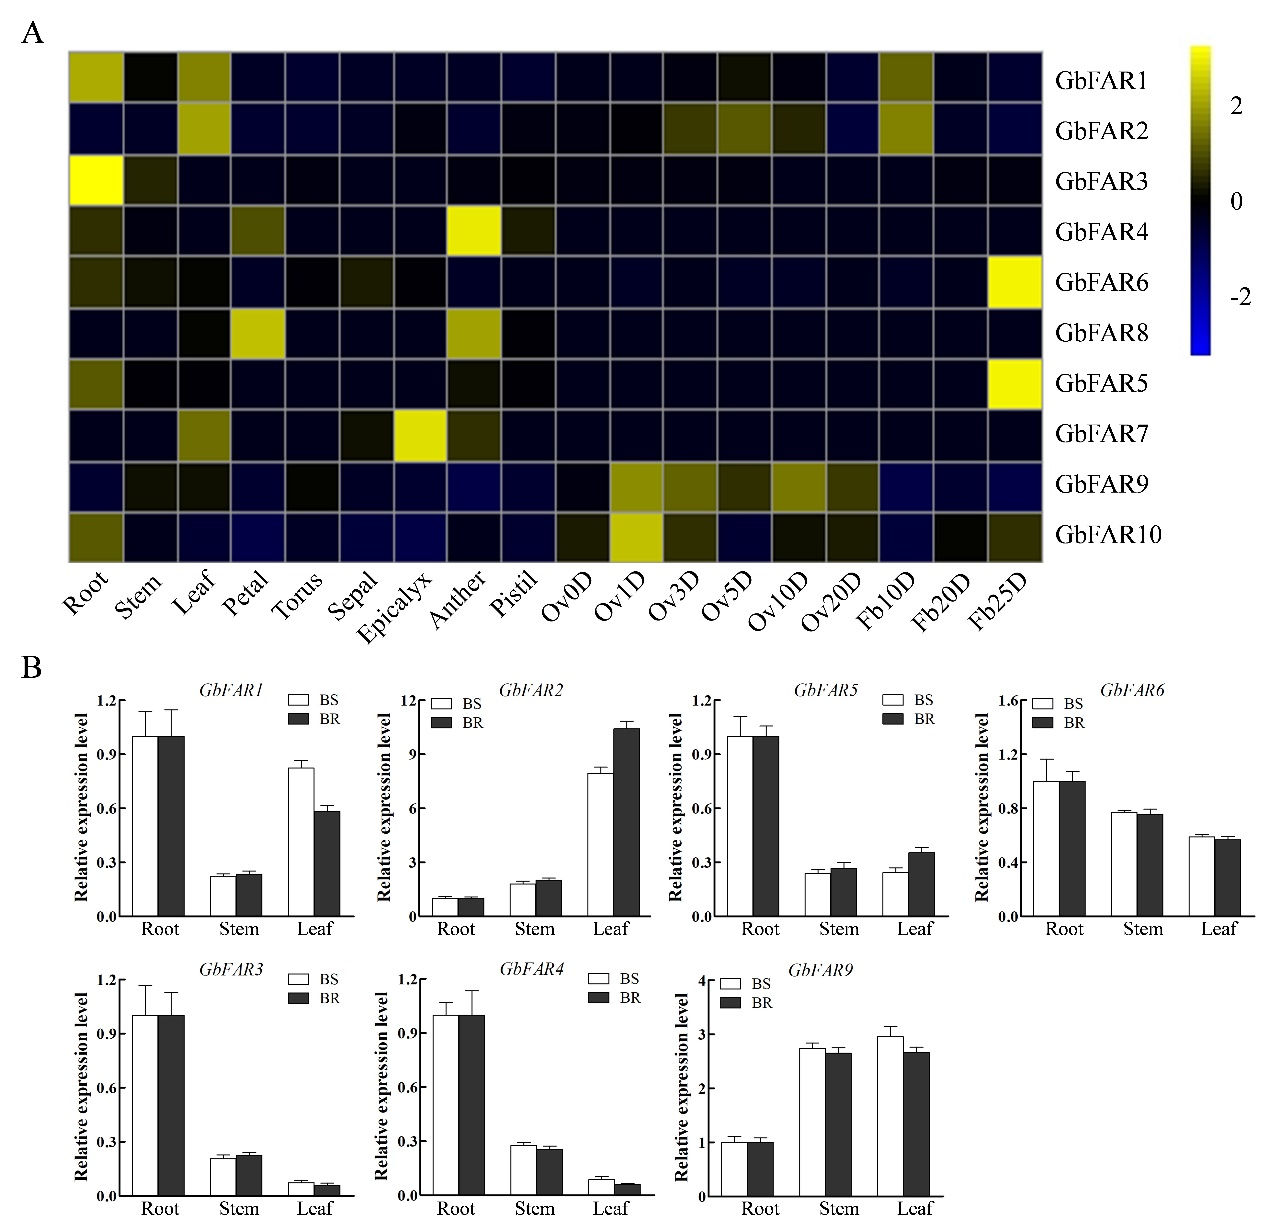 A
GbFAR1
GbFAR2
GbFAR3
GbFAR4
GbFAR6
GbFAR8
GbFAR5
GbFAR7
GbFAR9
GbFAR10
2
0
-2
Root Stem Leaf Petal Torus Sepal Epicalyx Anther Pistil Ov0D Ov1D Ov3D Ov5D Ov10D Ov20D Fb10D Fb20D Fb25D
B
GbFAR1
BS
BR
Relative expression level
1.2
0.9
0.6
0.3
0.0
Root Stem Leaf
GbFAR2
BS
BR
Relative expression level
12
9
6
3
0
Root Stem Leaf
GbFAR5
BS
BR
Relative expression level
1.2
0.9
0.6
0.3
0.0
Root Stem Leaf
GbFAR6
BS
BR
Relative expression level
1.6
1.2
0.8
0.4
0.0
Root Stem Leaf
GbFAR3
BS
BR
Relative expression level
1.2
0.9
0.6
0.3
0.0
Root Stem Leaf
GbFAR4
BS
BR
Relative expression level
1.2
0.9
0.6
0.3
0.0
Root Stem Leaf
GbFAR9
BS
BR
Relative expression level
4
3
2
1
0
Root Stem Leaf